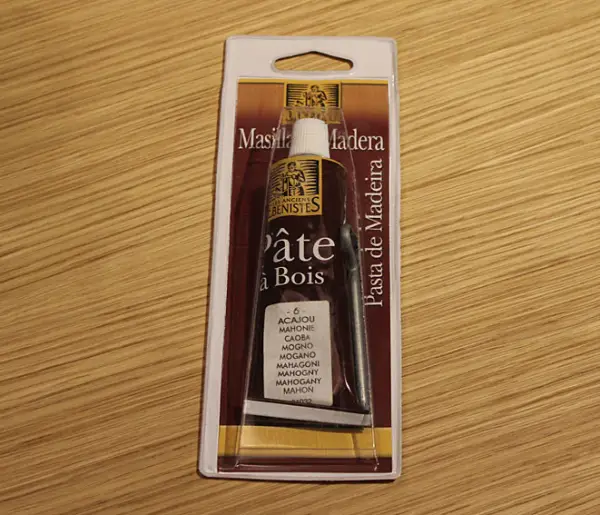 Masilla Madera
Pasta de Madeira
LES ANCIENS
EBENISTES
Pâte
à Bois
- 6 -
ACAJOU
MAHONIE
CAOBA
MOGNO
MOGANO
MAHAGONI
MAHOGNY
MAHOGANY
MAHON